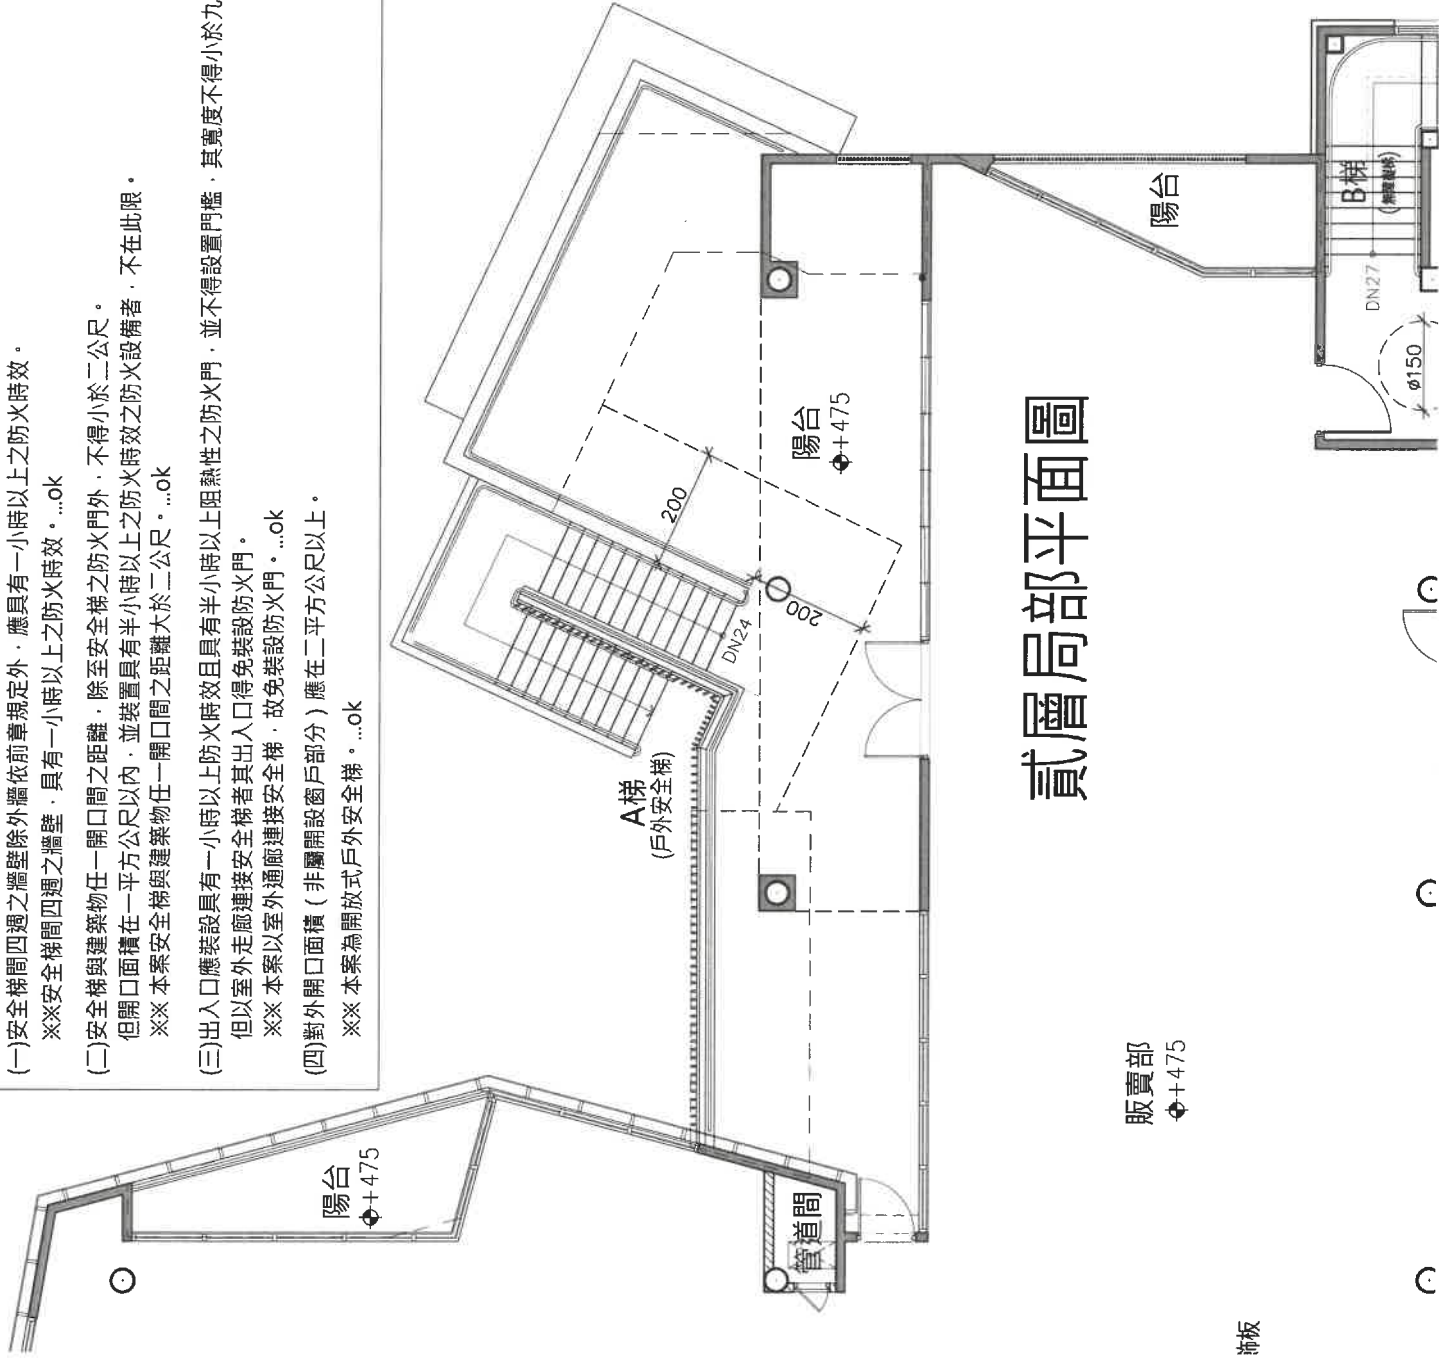 (一)安全梯間四週之牆壁除外牆依前章規定外，應具有一小時以上之防火時效。
※※安全梯間四週之牆壁，具有一小時以上之防火時效。...ok
(二)安全梯與建築物任一開口間之距離，除至安全梯之防火門外，不得小於二公尺。
但開口面積在一平方公尺以內，並裝置具有半小時以上之防火時效之防火設備者，不在此限。
※※ 本案安全梯與建築物任一開口間之距離大於二公尺。...ok
(三)出入口應裝設具有一小時以上防火時效且具有半小時以上阻熱性之防火門，並不得設置門檻，其寬度不得小於九
但以室外走廊連接安全梯者其出入口得免裝設防火門。
※※ 本案以室外通廊連接安全梯，故免裝設防火門。...ok
(四)對外開口面積（非屬開設窗戶部分）應在二平方公尺以上。
※※ 本案為開放式戶外安全梯。...ok
陽台
+475
A梯
(戶外安全梯)
DN24
200
200
陽台
+475
陽台
B梯
DN27
ø150
管道間
貳層局部平面圖
販賣部
+475
飾板